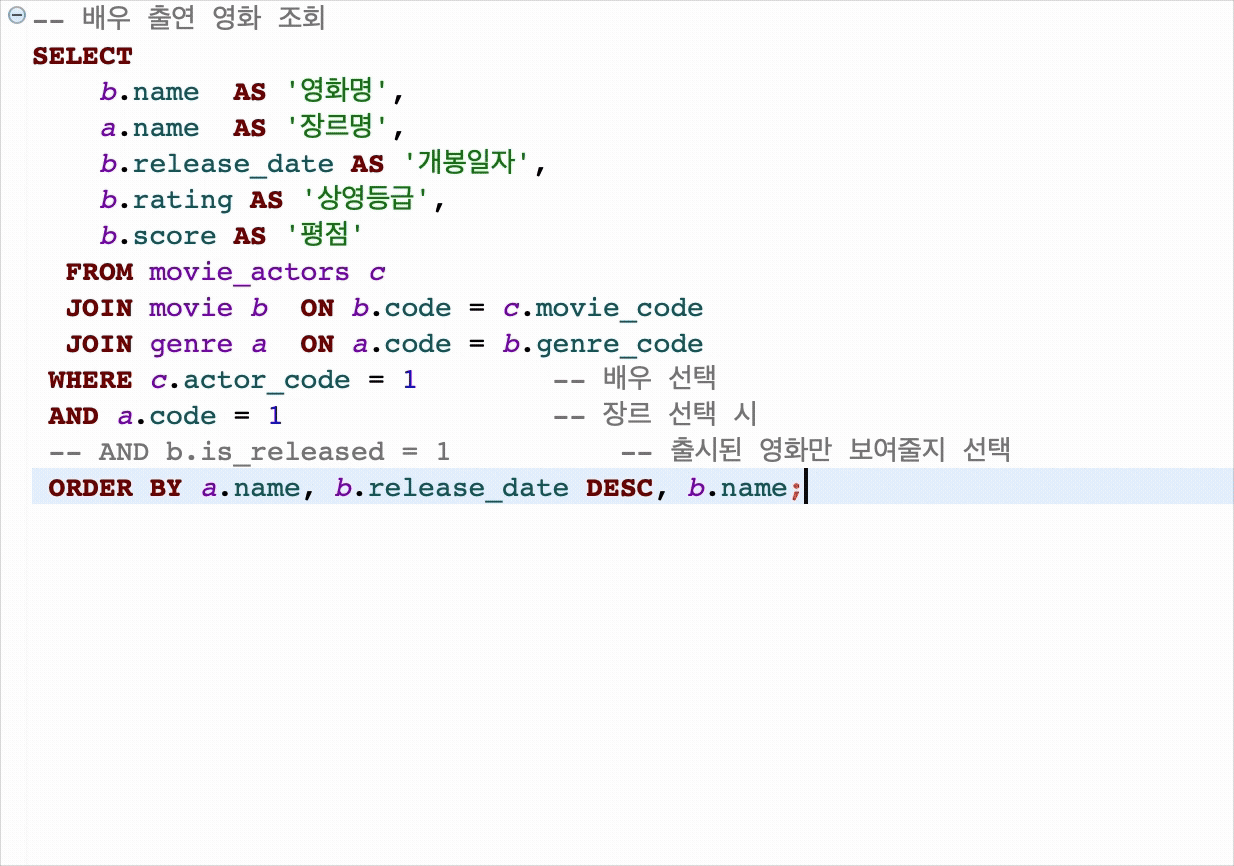 -- 배우 출연 영화 조회
SELECT
    b.name  AS '영화명',
    a.name  AS '장르명',
    b.release_date AS '개봉일자',
    b.rating AS '상영등급',
    b.score AS '평점'
  FROM movie_actors c
  JOIN movie b  ON b.code = c.movie_code
  JOIN genre a  ON a.code = b.genre_code
 WHERE c.actor_code = 1        -- 배우 선택
 AND a.code = 1                -- 장르 선택 시
 -- AND b.is_released = 1          -- 출시된 영화만 보여줄지 선택
 ORDER BY a.name, b.release_date DESC, b.name;